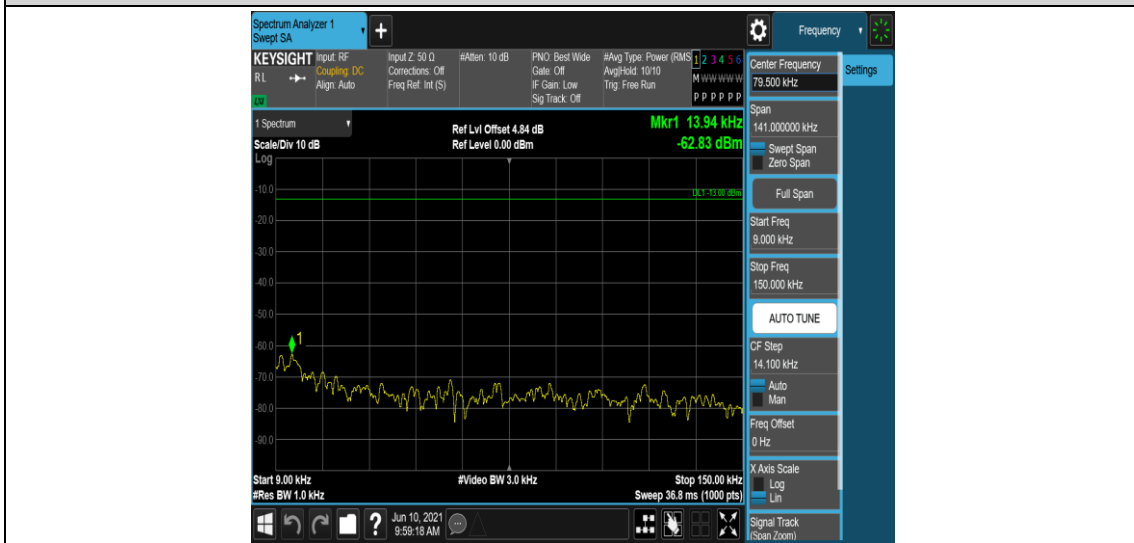 Spectrum Analyzer 1
Swept SA
+
Frequency
KEYSIGHT
RL
Input: RF
Coupling: DC
Align: Auto
Input Z: 50 Ω
Corrections: Off
Freq Ref: Int (S)
#Atten: 10 dB
PNO: Best Wide
Gate: Off
IF Gain: Low
Sig Track: Off
#Avg Type: Power (RMS
Avg|Hold: 10/10
Trig: Free Run
1 2 3 4 5 6
M W W W W W
P P P P P P
1 Spectrum
Scale/Div 10 dB
Ref Lvl Offset 4.84 dB
Ref Level 0.00 dBm
Mkr1 13.94 kHz
-62.83 dBm
Log
DL1 -13.00 dBm
-10.0
-20.0
-30.0
-40.0
-50.0
-60.0
-70.0
-80.0
-90.0
1
Start 9.00 kHz
#Res BW 1.0 kHz
#Video BW 3.0 kHz
Stop 150.00 kHz
Sweep 36.8 ms (1000 pts)
?
Jun 10, 2021
9:59:18 AM
Center Frequency
79.500 kHz
Settings
Span
141.000000 kHz
Swept Span
Zero Span
Full Span
Start Freq
9.000 kHz
Stop Freq
150.000 kHz
AUTO TUNE
CF Step
14.100 kHz
Auto
Man
Freq Offset
0 Hz
X Axis Scale
Log
Lin
Signal Track
(Span Zoom)